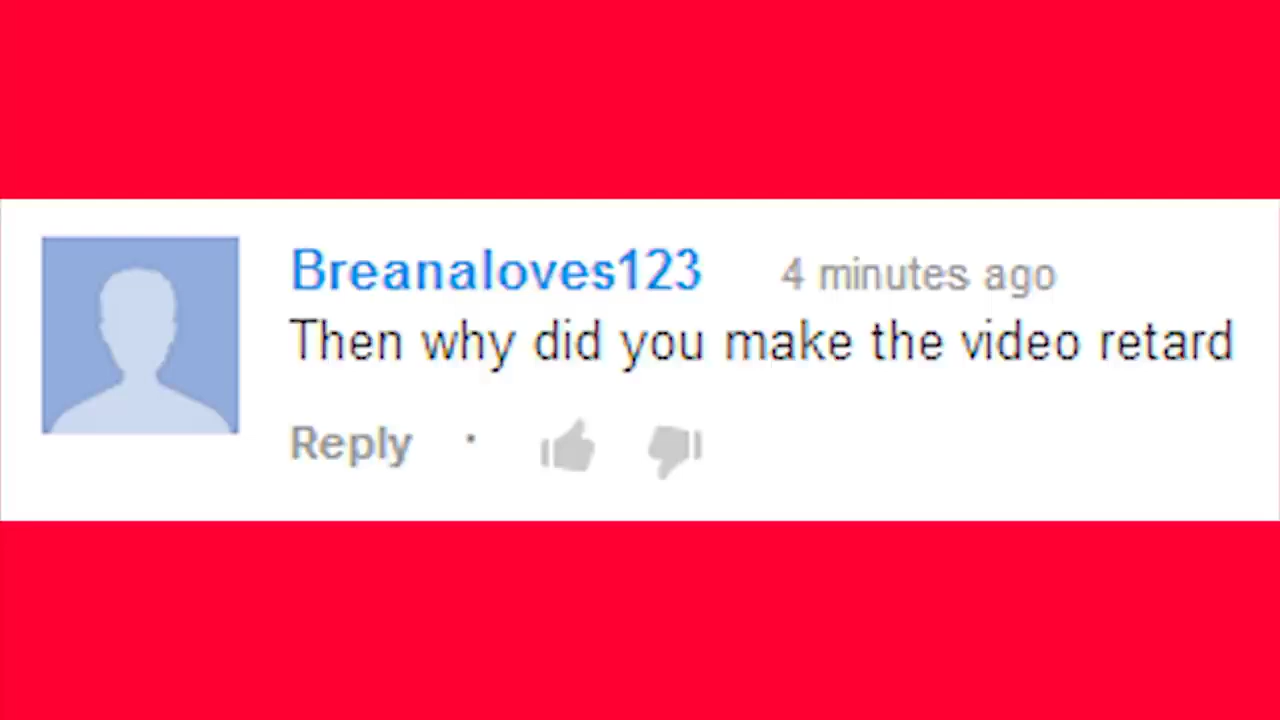 Breanaloves123 4 minutes ago
Then why did you make the video retard
Reply ·